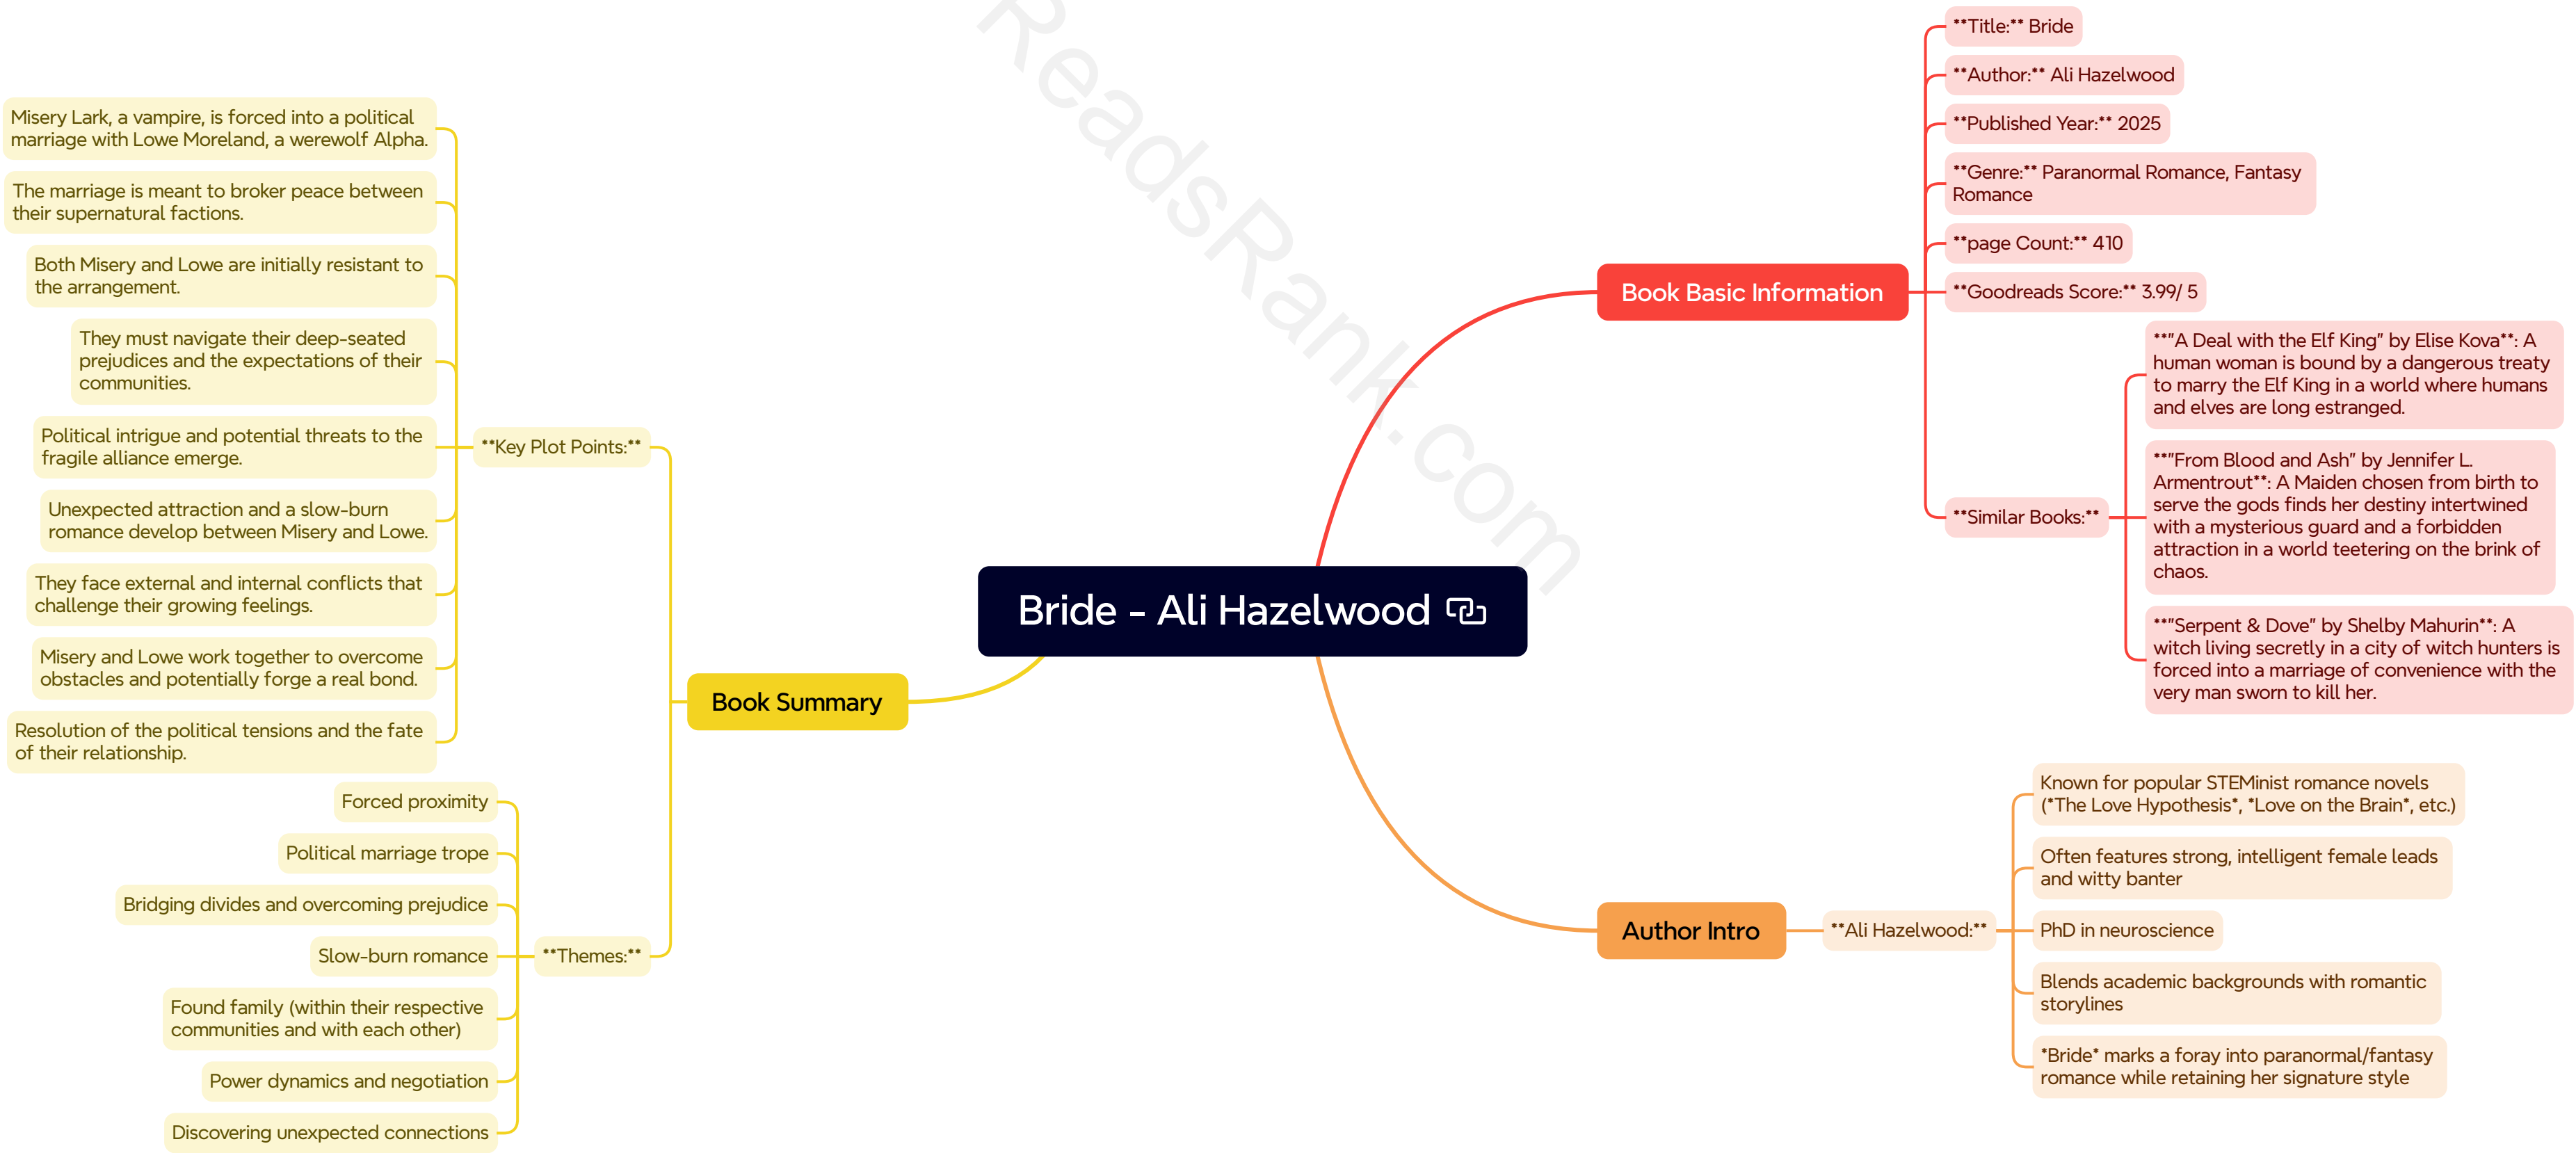 ReadsRank.com
Bride - Ali Hazelwood
Book Basic Information
**Title:** Bride
**Author:** Ali Hazelwood
**Published Year:** 2025
**Genre:** Paranormal Romance, Fantasy
Romance
**page Count:** 410
**Goodreads Score:** 3.99/ 5
**Similar Books:**
**"A Deal with the Elf King" by Elise Kova**: A
human woman is bound by a dangerous treaty
to marry the Elf King in a world where humans
and elves are long estranged.
**"From Blood and Ash" by Jennifer L.
Armentrout**: A Maiden chosen from birth to
serve the gods finds her destiny intertwined
with a mysterious guard and a forbidden
attraction in a world teetering on the brink of
chaos.
**"Serpent & Dove" by Shelby Mahurin**: A
witch living secretly in a city of witch hunters is
forced into a marriage of convenience with the
very man sworn to kill her.
Author Intro
**Ali Hazelwood:**
Known for popular STEMinist romance novels
(*The Love Hypothesis*, *Love on the Brain*, etc.)
Often features strong, intelligent female leads
and witty banter
PhD in neuroscience
Blends academic backgrounds with romantic
storylines
*Bride* marks a foray into paranormal/fantasy
romance while retaining her signature style
Book Summary
**Key Plot Points:**
Misery Lark, a vampire, is forced into a political
marriage with Lowe Moreland, a werewolf Alpha.
The marriage is meant to broker peace between
their supernatural factions.
Both Misery and Lowe are initially resistant to
the arrangement.
They must navigate their deep-seated
prejudices and the expectations of their
communities.
Political intrigue and potential threats to the
fragile alliance emerge.
Unexpected attraction and a slow-burn
romance develop between Misery and Lowe.
They face external and internal conflicts that
challenge their growing feelings.
Misery and Lowe work together to overcome
obstacles and potentially forge a real bond.
Resolution of the political tensions and the fate
of their relationship.
**Themes:**
Forced proximity
Political marriage trope
Bridging divides and overcoming prejudice
Slow-burn romance
Found family (within their respective
communities and with each other)
Power dynamics and negotiation
Discovering unexpected connections